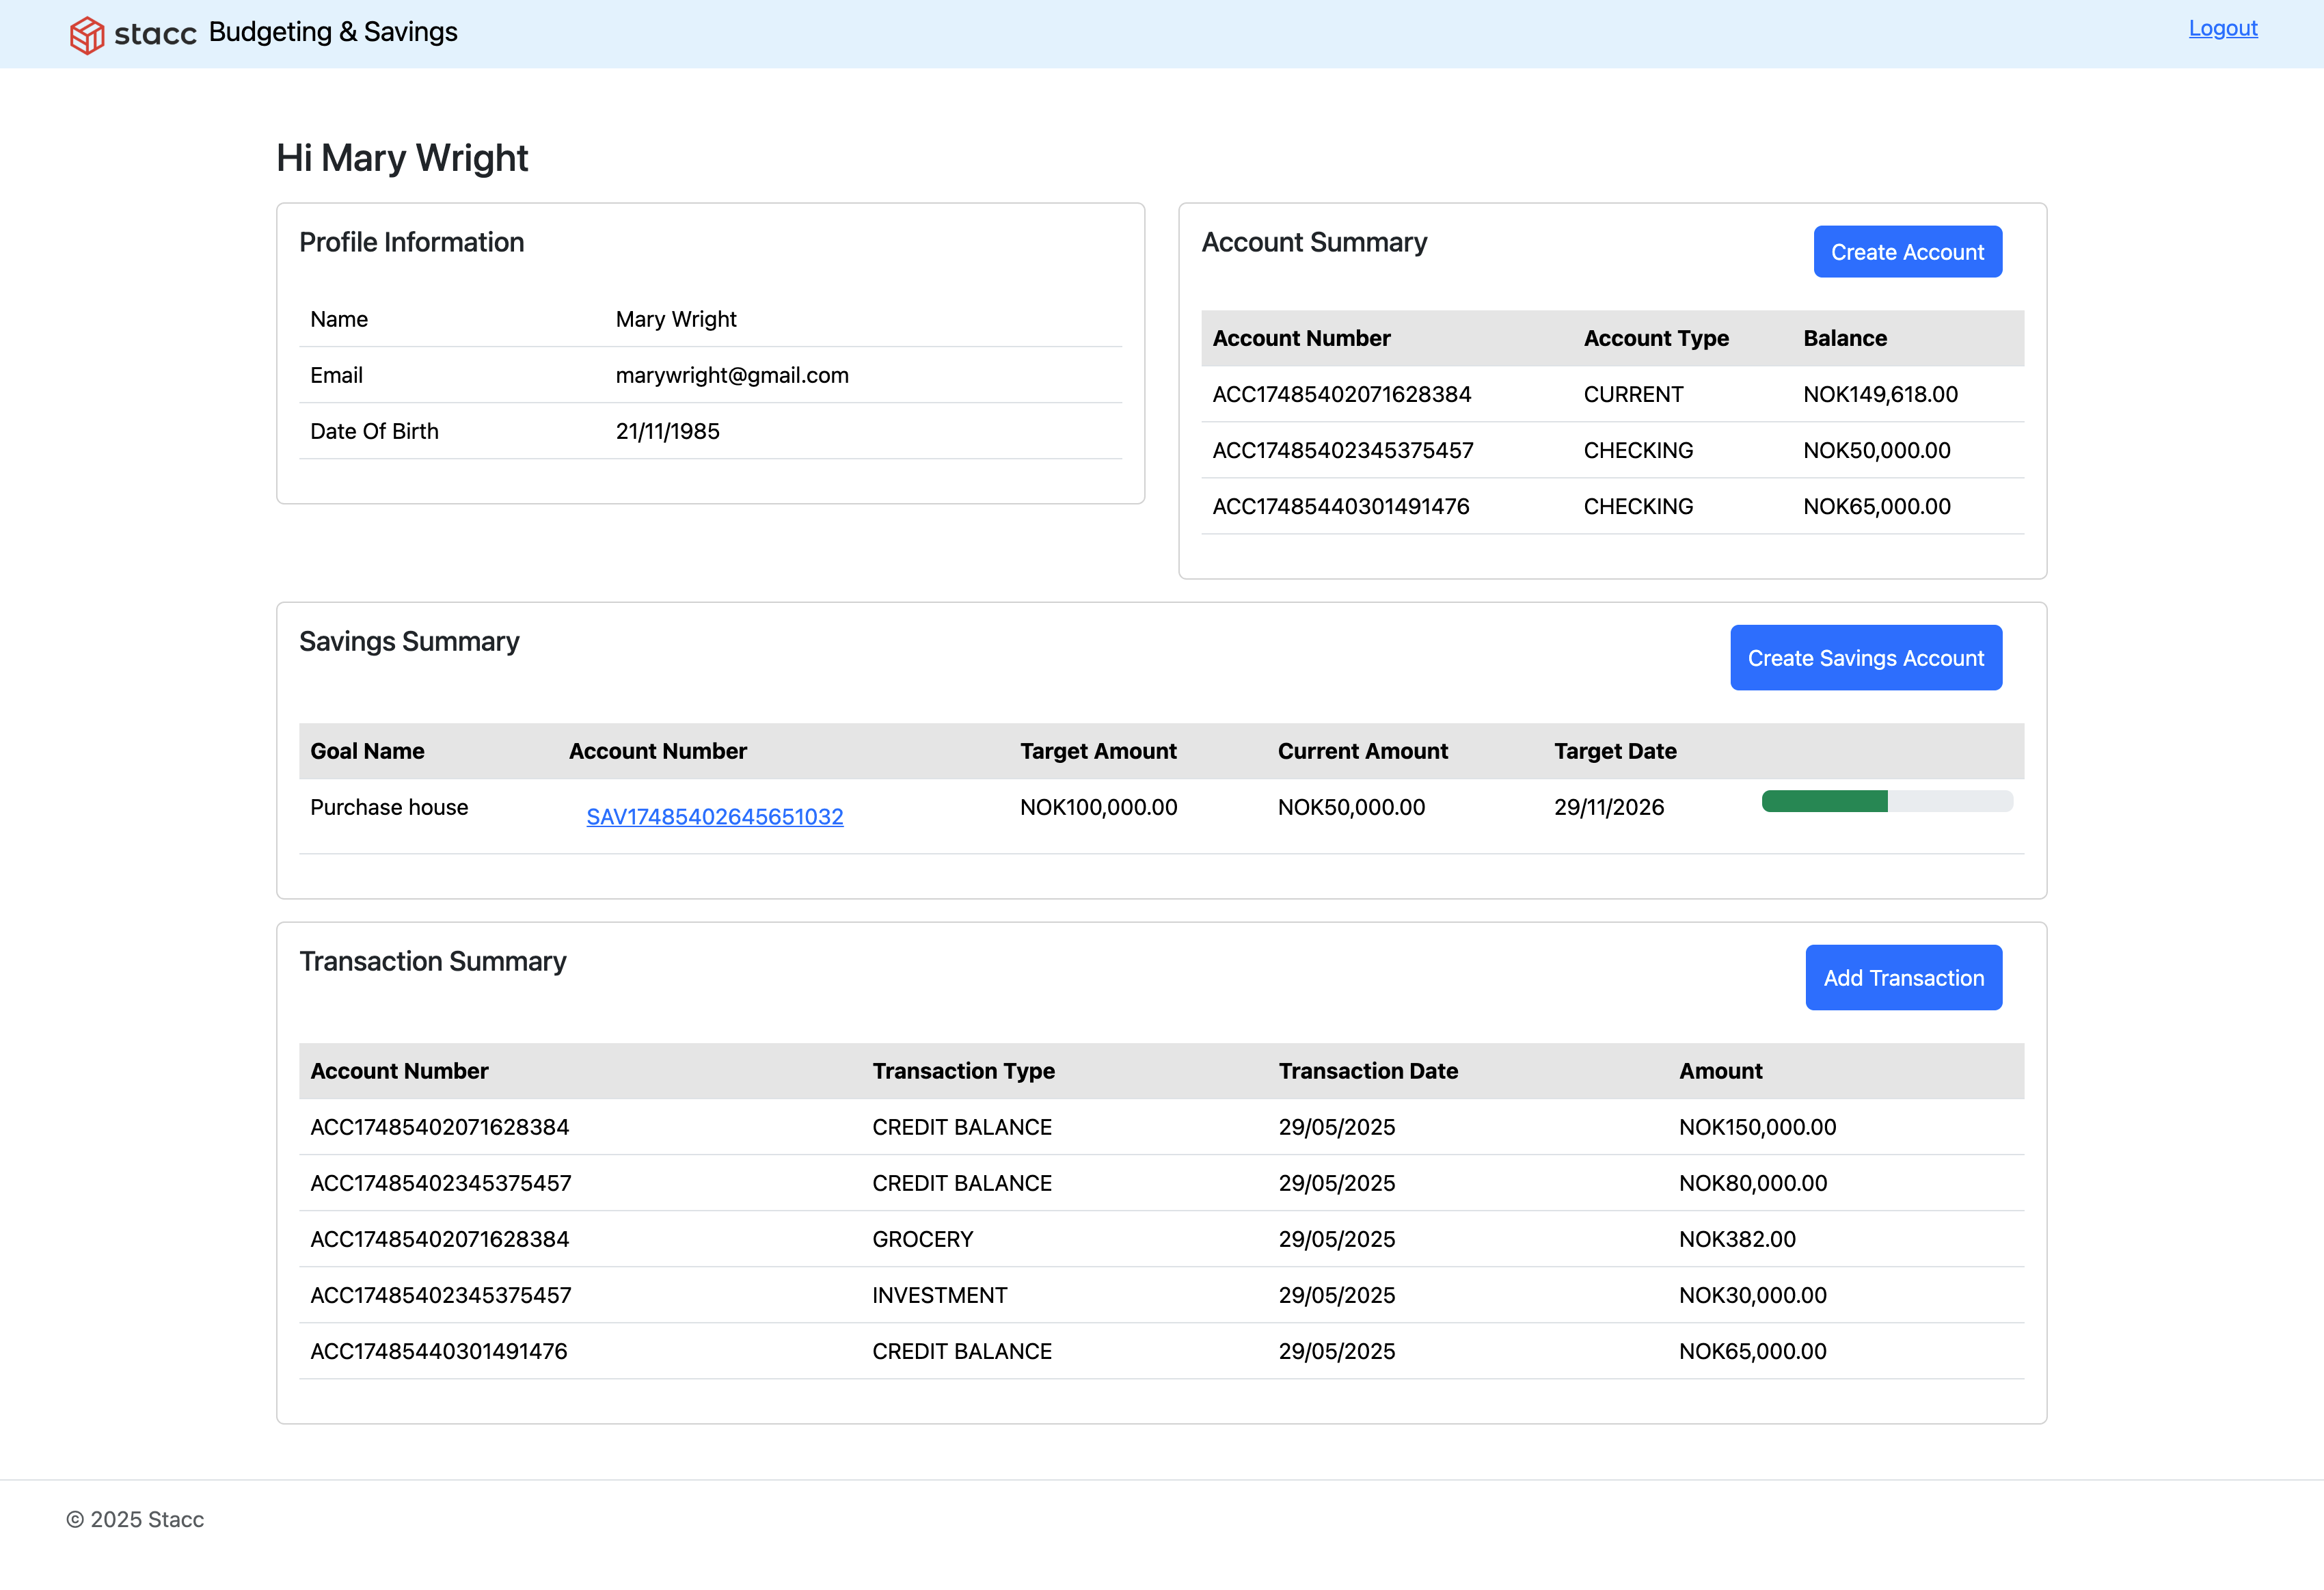 stacc Budgeting & Savings Logout
Hi Mary Wright
Profile Information
Name Mary Wright
Email marywright@gmail.com
Date Of Birth 21/11/1985
Account Summary Create Account
Account Number Account Type Balance
ACC17485402071628384 CURRENT NOK149,618.00
ACC17485402345375457 CHECKING NOK50,000.00
ACC17485440301491476 CHECKING NOK65,000.00
Savings Summary Create Savings Account
Goal Name Account Number Target Amount Current Amount Target Date
Purchase house SAV17485402645651032 NOK100,000.00 NOK50,000.00 29/11/2026
Transaction Summary Add Transaction
Account Number Transaction Type Transaction Date Amount
ACC17485402071628384 CREDIT BALANCE 29/05/2025 NOK150,000.00
ACC17485402345375457 CREDIT BALANCE 29/05/2025 NOK80,000.00
ACC17485402071628384 GROCERY 29/05/2025 NOK382.00
ACC17485402345375457 INVESTMENT 29/05/2025 NOK30,000.00
ACC17485440301491476 CREDIT BALANCE 29/05/2025 NOK65,000.00
© 2025 Stacc